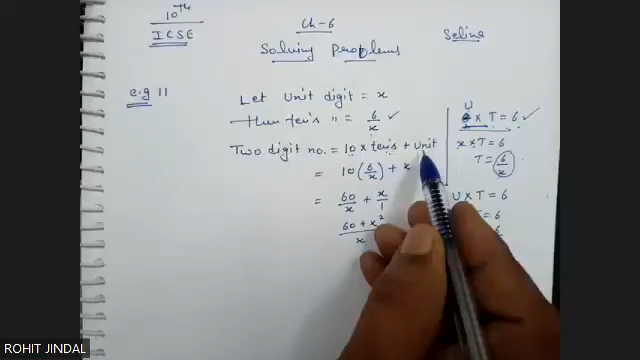 10th
ICSE
Ch-6
Solving Problems
Selina
e.g 11
Let Unit digit = x
Then ten's " = 6/x ✓
Two digit no. = 10 × ten's + Unit
= 10(6/x) + x
= 60/x + x/1
60 + x²/x
U × T = 6 ✓
x × T = 6
T = 6/x
U × T = 6
T = 6
ROHIT JINDAL